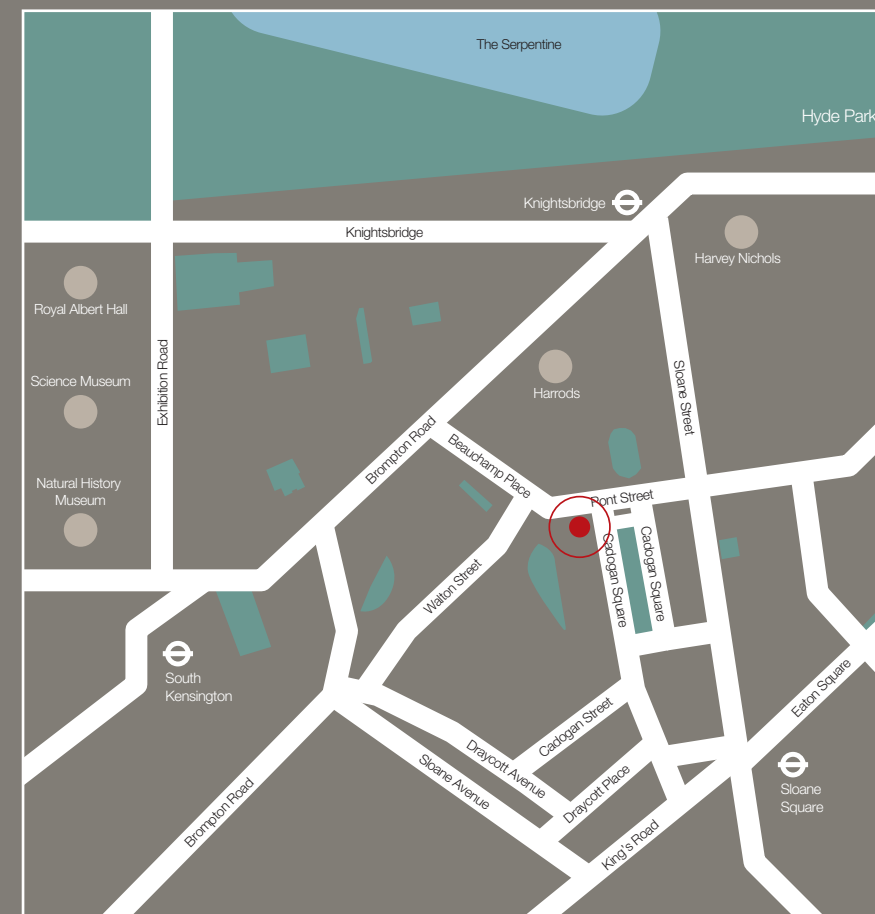 The Serpentine
Hyde Park
Knightsbridge
Knightsbridge
Harvey Nichols
Royal Albert Hall
Exhibition Road
Sloane Street
Science Museum
Harrods
Brompton Road
Beauchamp Place
Natural History
Museum
Pont Street
Cadogan Square
Cadogan Square
Walton Street
South
Kensington
Eaton Square
Cadogan Street
Draycott Avenue
Sloane Avenue
Draycott Place
Sloane
Square
Brompton Road
King's Road